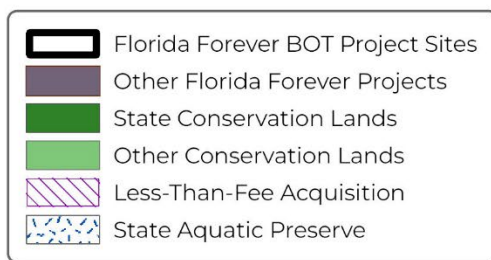 Florida Forever BOT Project Sites
Other Florida Forever Projects
State Conservation Lands
Other Conservation Lands
Less-Than-Fee Acquisition
State Aquatic Preserve